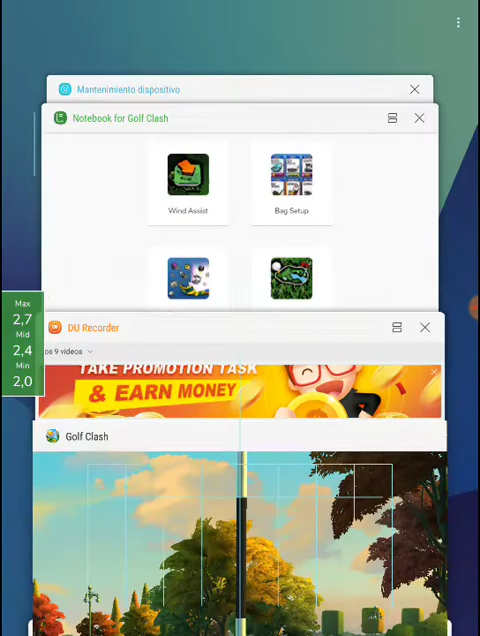 Mantenimiento dispositivo
Notebook for Golf Clash
Wind Assist
Bag Setup
Max
2,7
Mid
2,4
Min
2,0
DU Recorder
os 9 videos
TAKE PROMOTION TASK
& EARN MONEY
Golf Clash